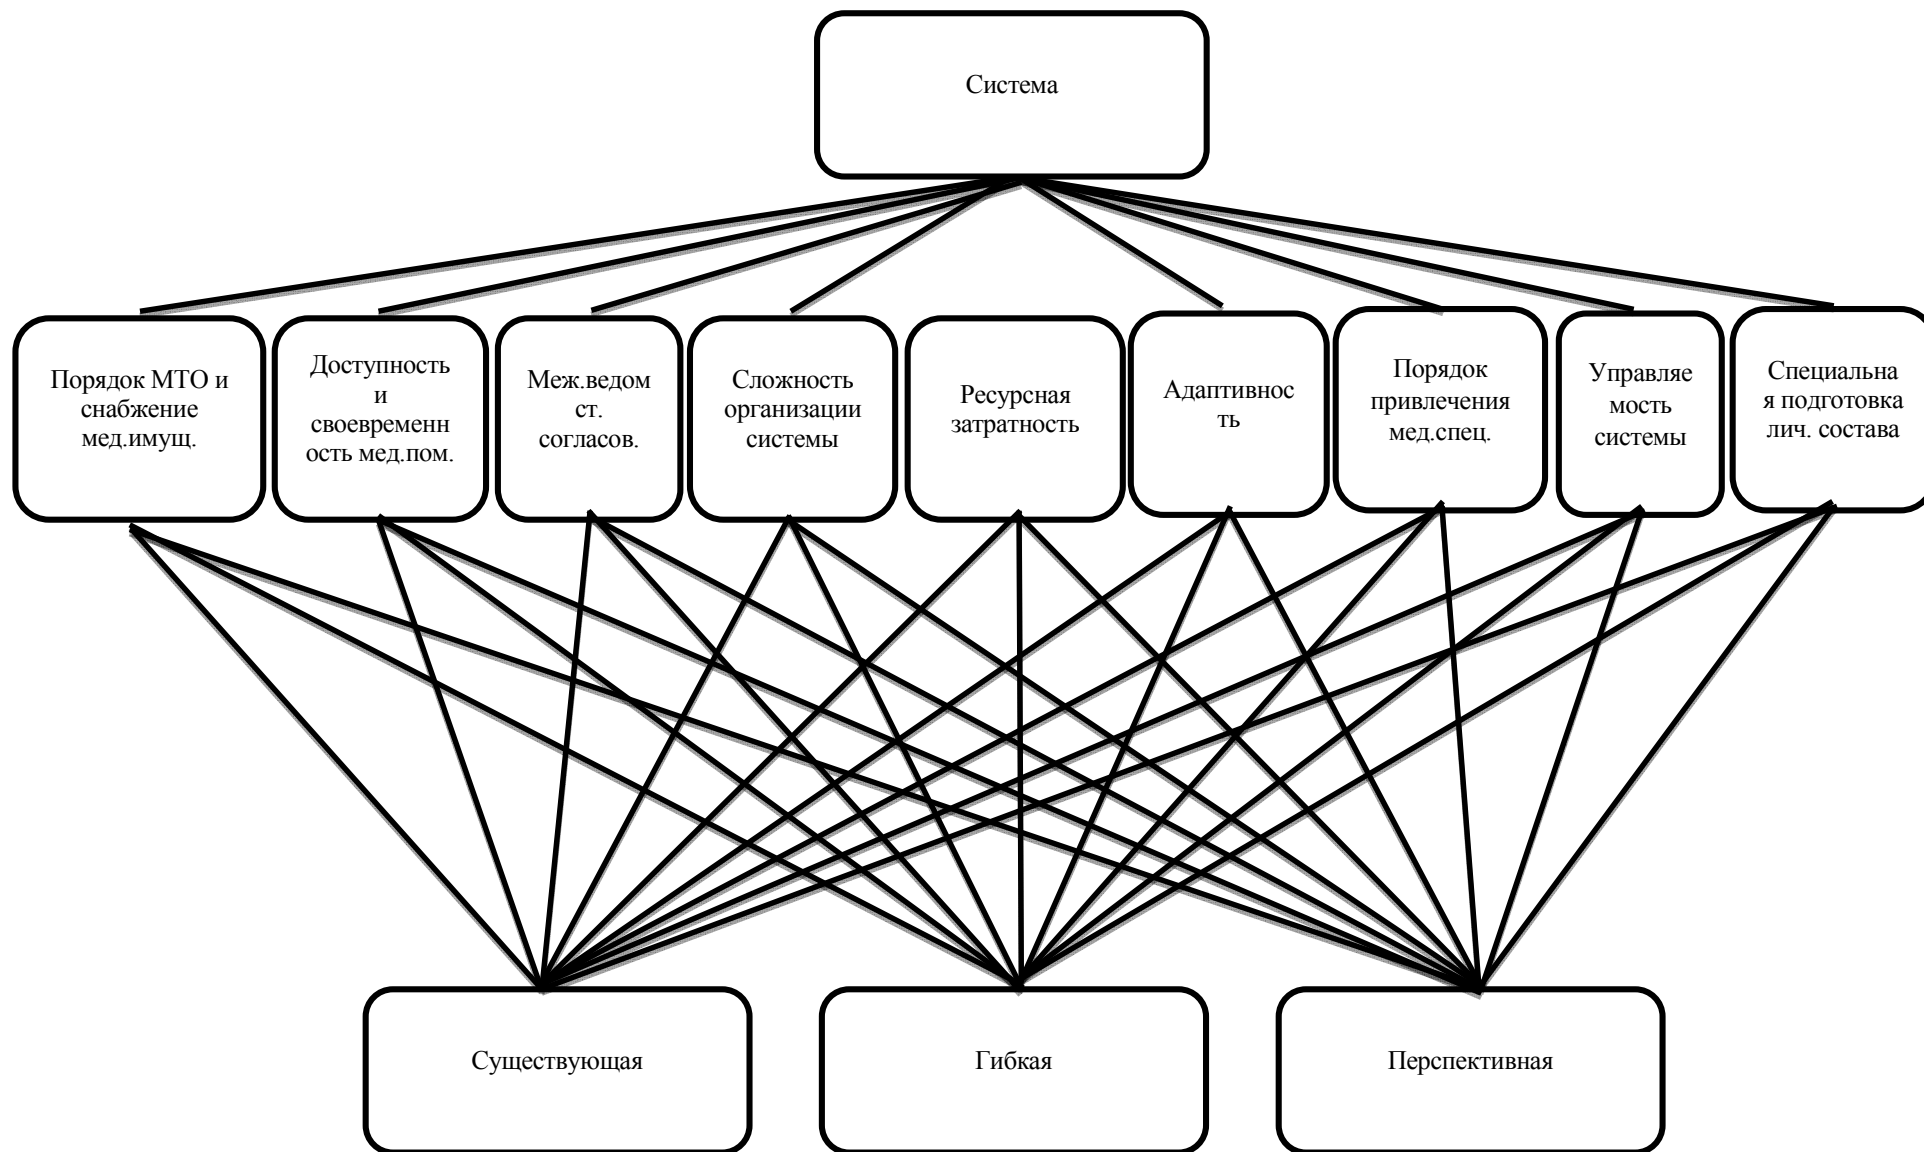 Система
Порядок МТО и
снабжение
мед.имущ.
Доступность
и
своевременн
ость мед.пом.
Меж.ведом
ст.
согласов.
Сложность
организации
системы
Ресурсная
затратность
Адаптивнос
ть
Порядок
привлечения
мед.спец.
Управляе
мость
системы
Специальна
я подготовка
лич. состава
Существующая
Гибкая
Перспективная